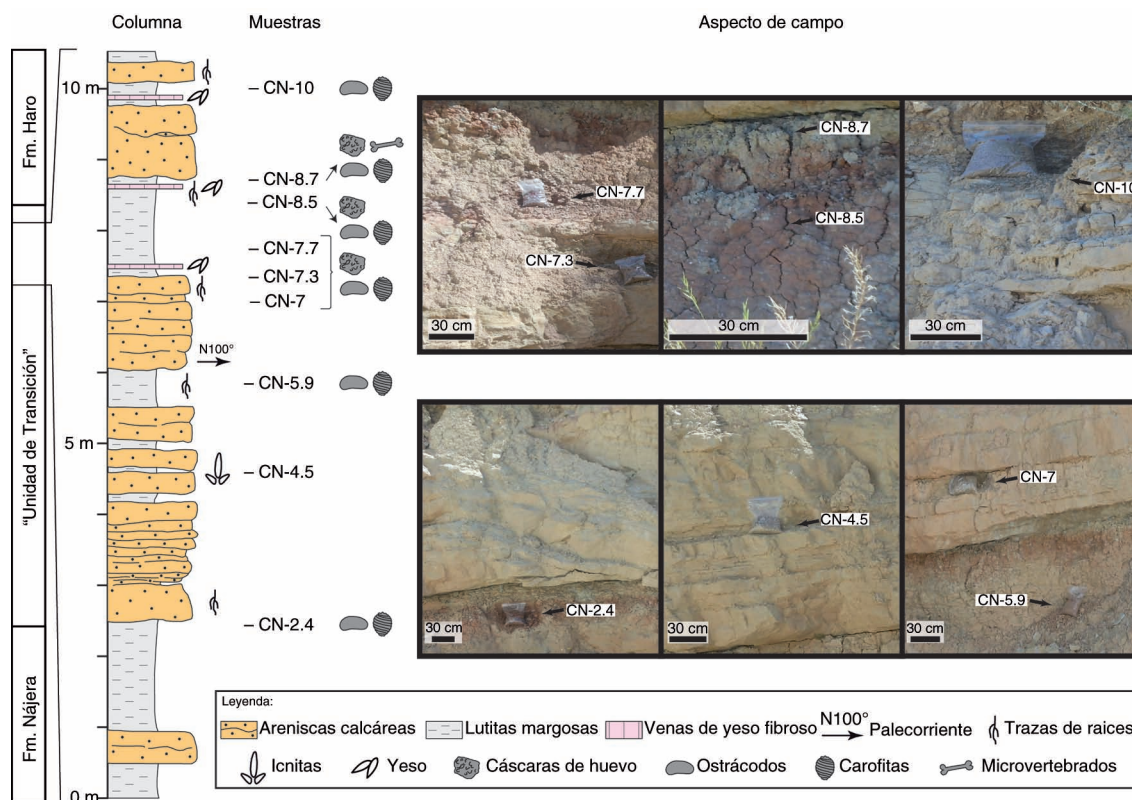 Columna
Muestras
Aspecto de campo
Fm. Haro
"Unidad de Transición"
Fm. Nájera
10 m
5 m
0 m
N100°
CN-10
CN-8.7
CN-8.5
CN-7.7
CN-7.3
CN-7
CN-5.9
CN-4.5
CN-2.4
CN-7.7
CN-7.3
30 cm
CN-8.7
CN-8.5
30 cm
CN-10
30 cm
CN-2.4
30 cm
CN-4.5
30 cm
CN-7
CN-5.9
30 cm
Leyenda:
Areniscas calcáreas
Lutitas margosas
Venas de yeso fibroso
N100°
Palecorriente
Trazas de raices
Icnitas
Yeso
Cáscaras de huevo
Ostrácodos
Carofitas
Microvertebrados